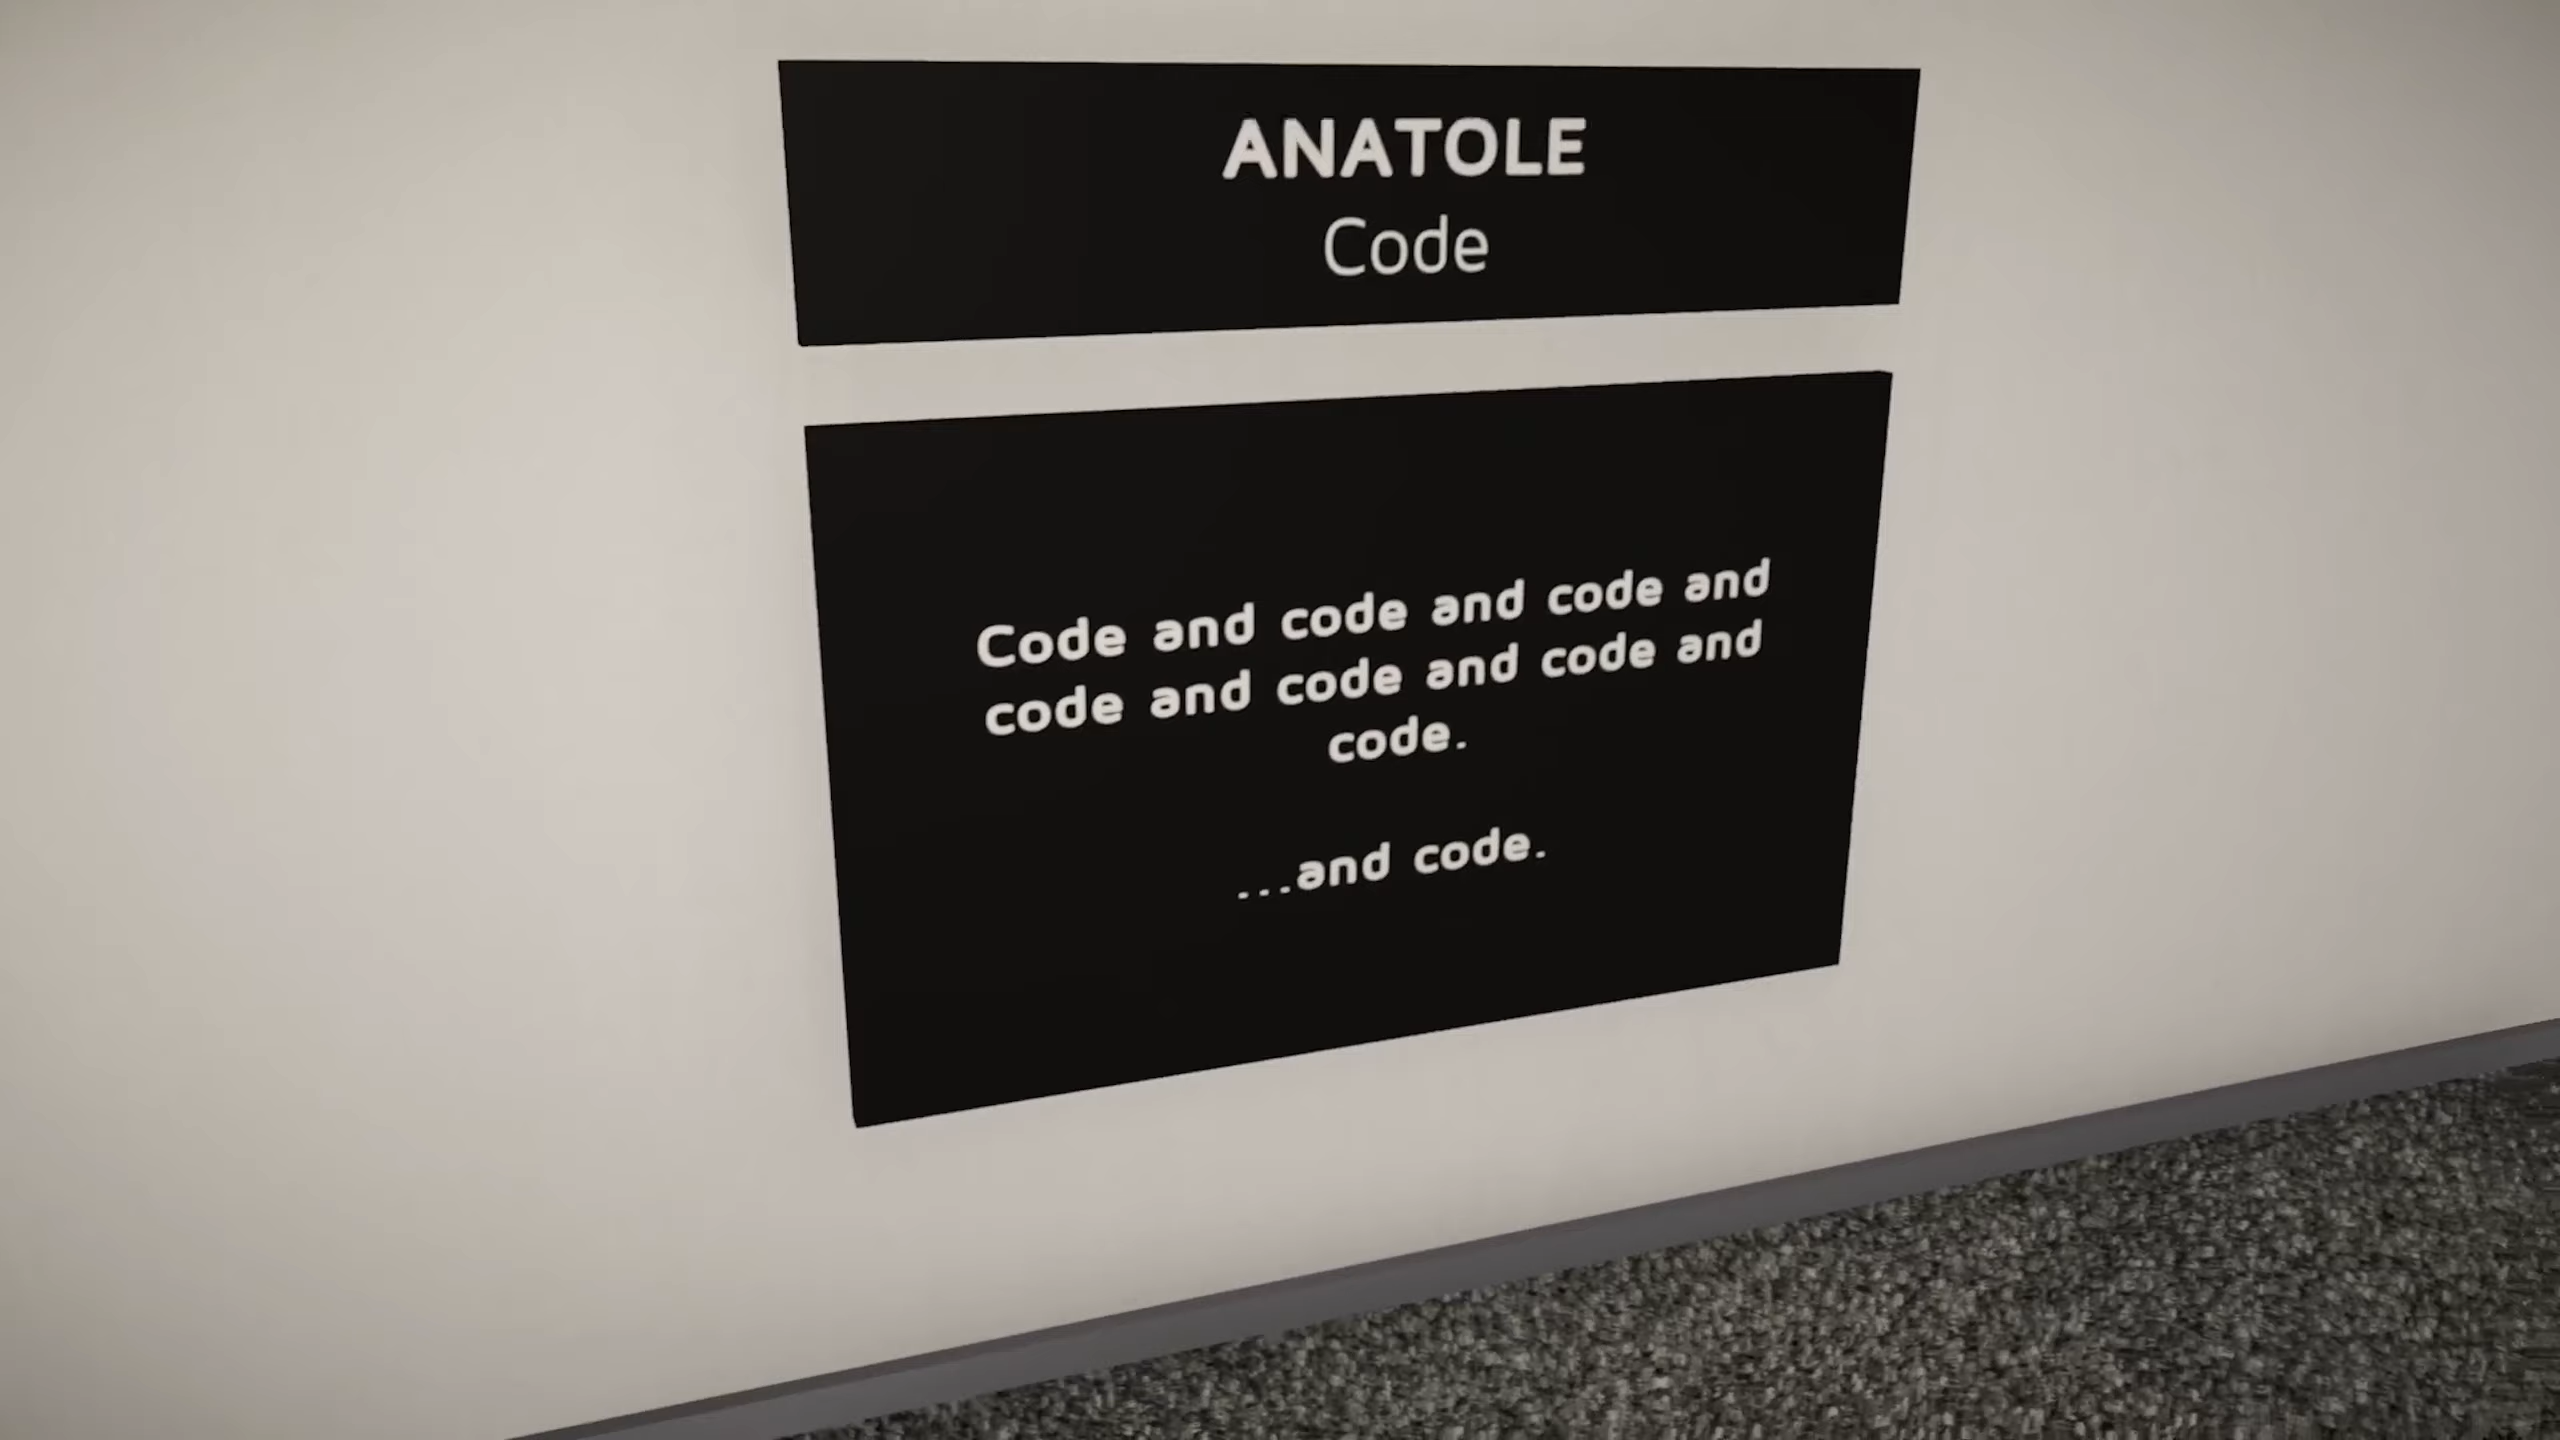 ANATOLE
Code
Code and code and code and
code and code and code and
code.
...and code.